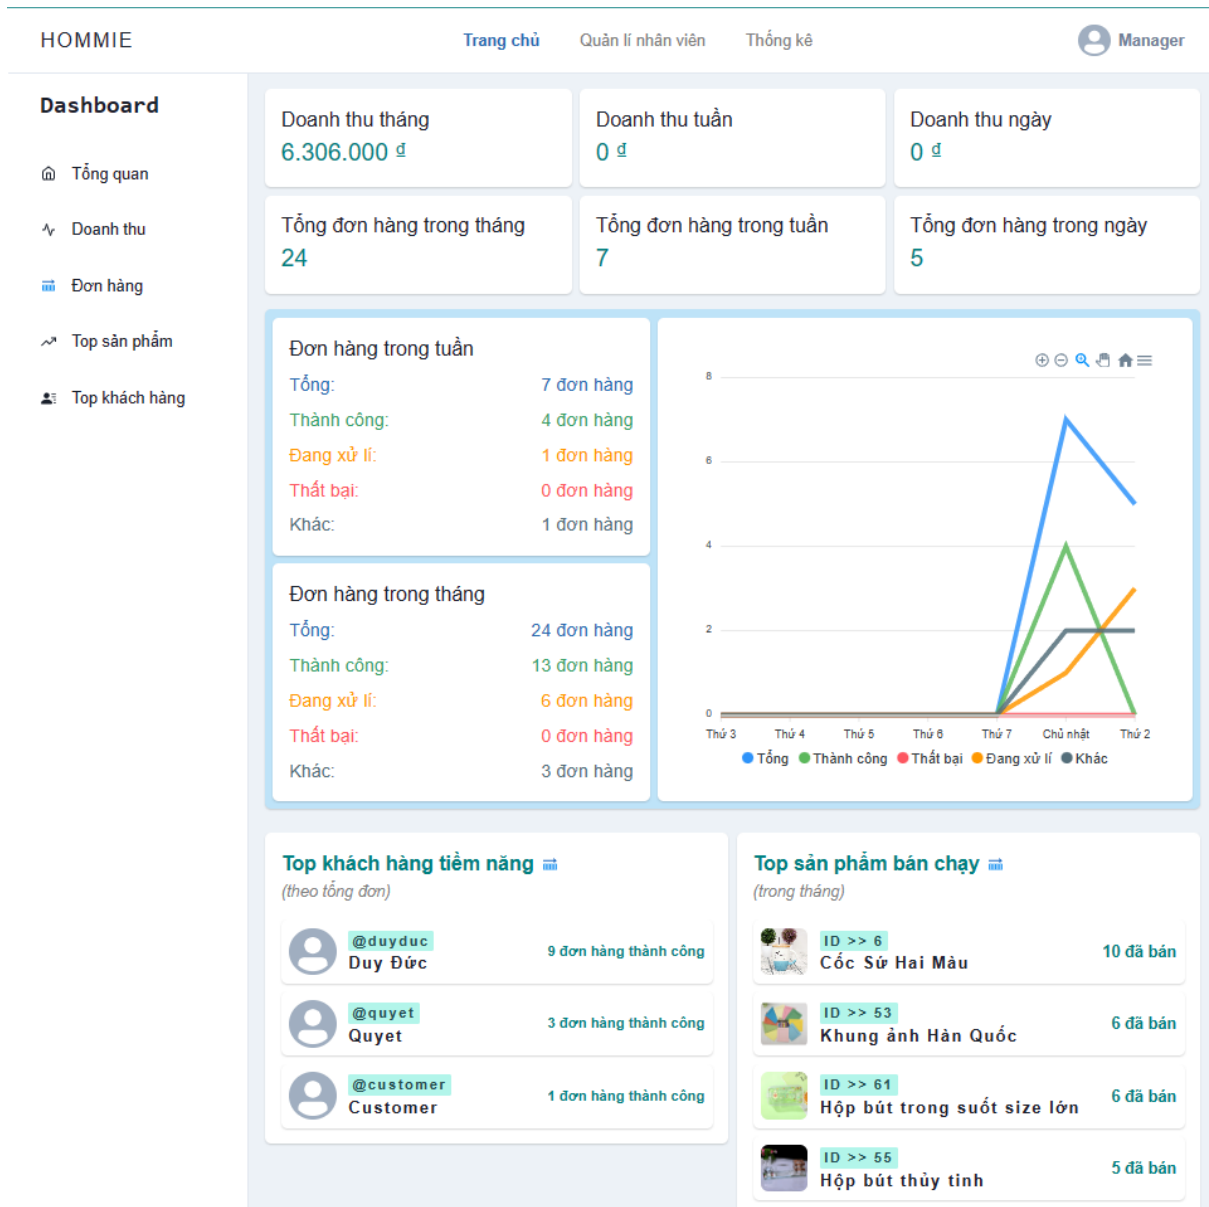 HOMMIE
Trang chủ
Quản lí nhân viên
Thống kê
Manager
Dashboard
Tổng quan
Doanh thu
Đơn hàng
Top sản phẩm
Top khách hàng
Doanh thu tháng
6.306.000 ₫
Doanh thu tuần
0 ₫
Doanh thu ngày
0 ₫
Tổng đơn hàng trong tháng
24
Tổng đơn hàng trong tuần
7
Tổng đơn hàng trong ngày
5
Đơn hàng trong tuần
Tổng: 7 đơn hàng
Thành công: 4 đơn hàng
Đang xử lí: 1 đơn hàng
Thất bại: 0 đơn hàng
Khác: 1 đơn hàng
Đơn hàng trong tháng
Tổng: 24 đơn hàng
Thành công: 13 đơn hàng
Đang xử lí: 6 đơn hàng
Thất bại: 0 đơn hàng
Khác: 3 đơn hàng
8
6
4
2
0
Thứ 3 Thứ 4 Thứ 5 Thứ 6 Thứ 7 Chủ nhật Thứ 2
Tổng Thành công Thất bại Đang xử lí Khác
Top khách hàng tiềm năng
(theo tổng đơn)
@duyduc
Duy Đức
9 đơn hàng thành công
@quyet
Quyet
3 đơn hàng thành công
@customer
Customer
1 đơn hàng thành công
Top sản phẩm bán chạy
(trong tháng)
ID >> 6
Cốc Sứ Hai Màu
10 đã bán
ID >> 53
Khung ảnh Hàn Quốc
6 đã bán
ID >> 61
Hộp bút trong suốt size lớn
6 đã bán
ID >> 55
Hộp bút thủy tinh
5 đã bán